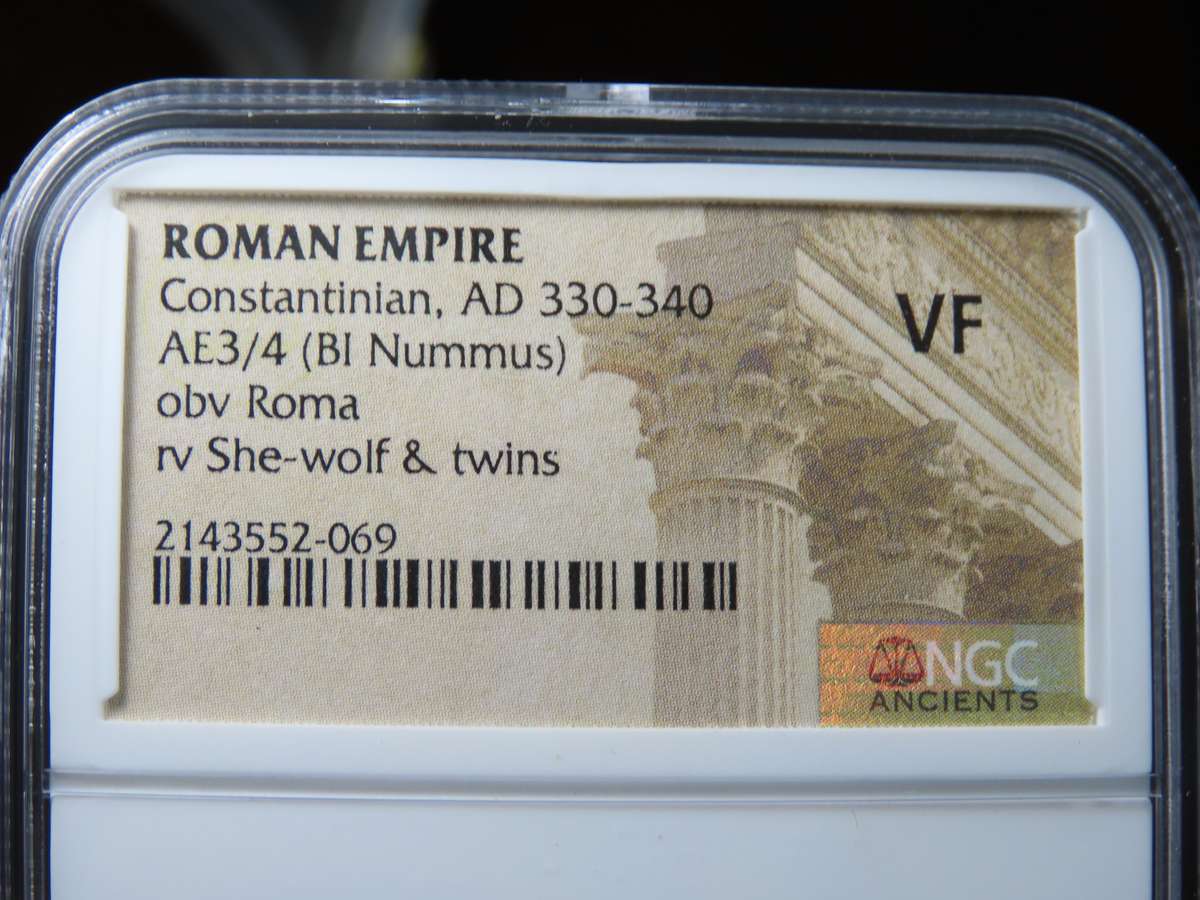 ROMAN EMPIRE
Constantinian, AD 330-340
VF
AE3/4 (BI Nummus)
obv Roma
rv She-wolf & twins
2143552-069
NGC
ANCIENTS